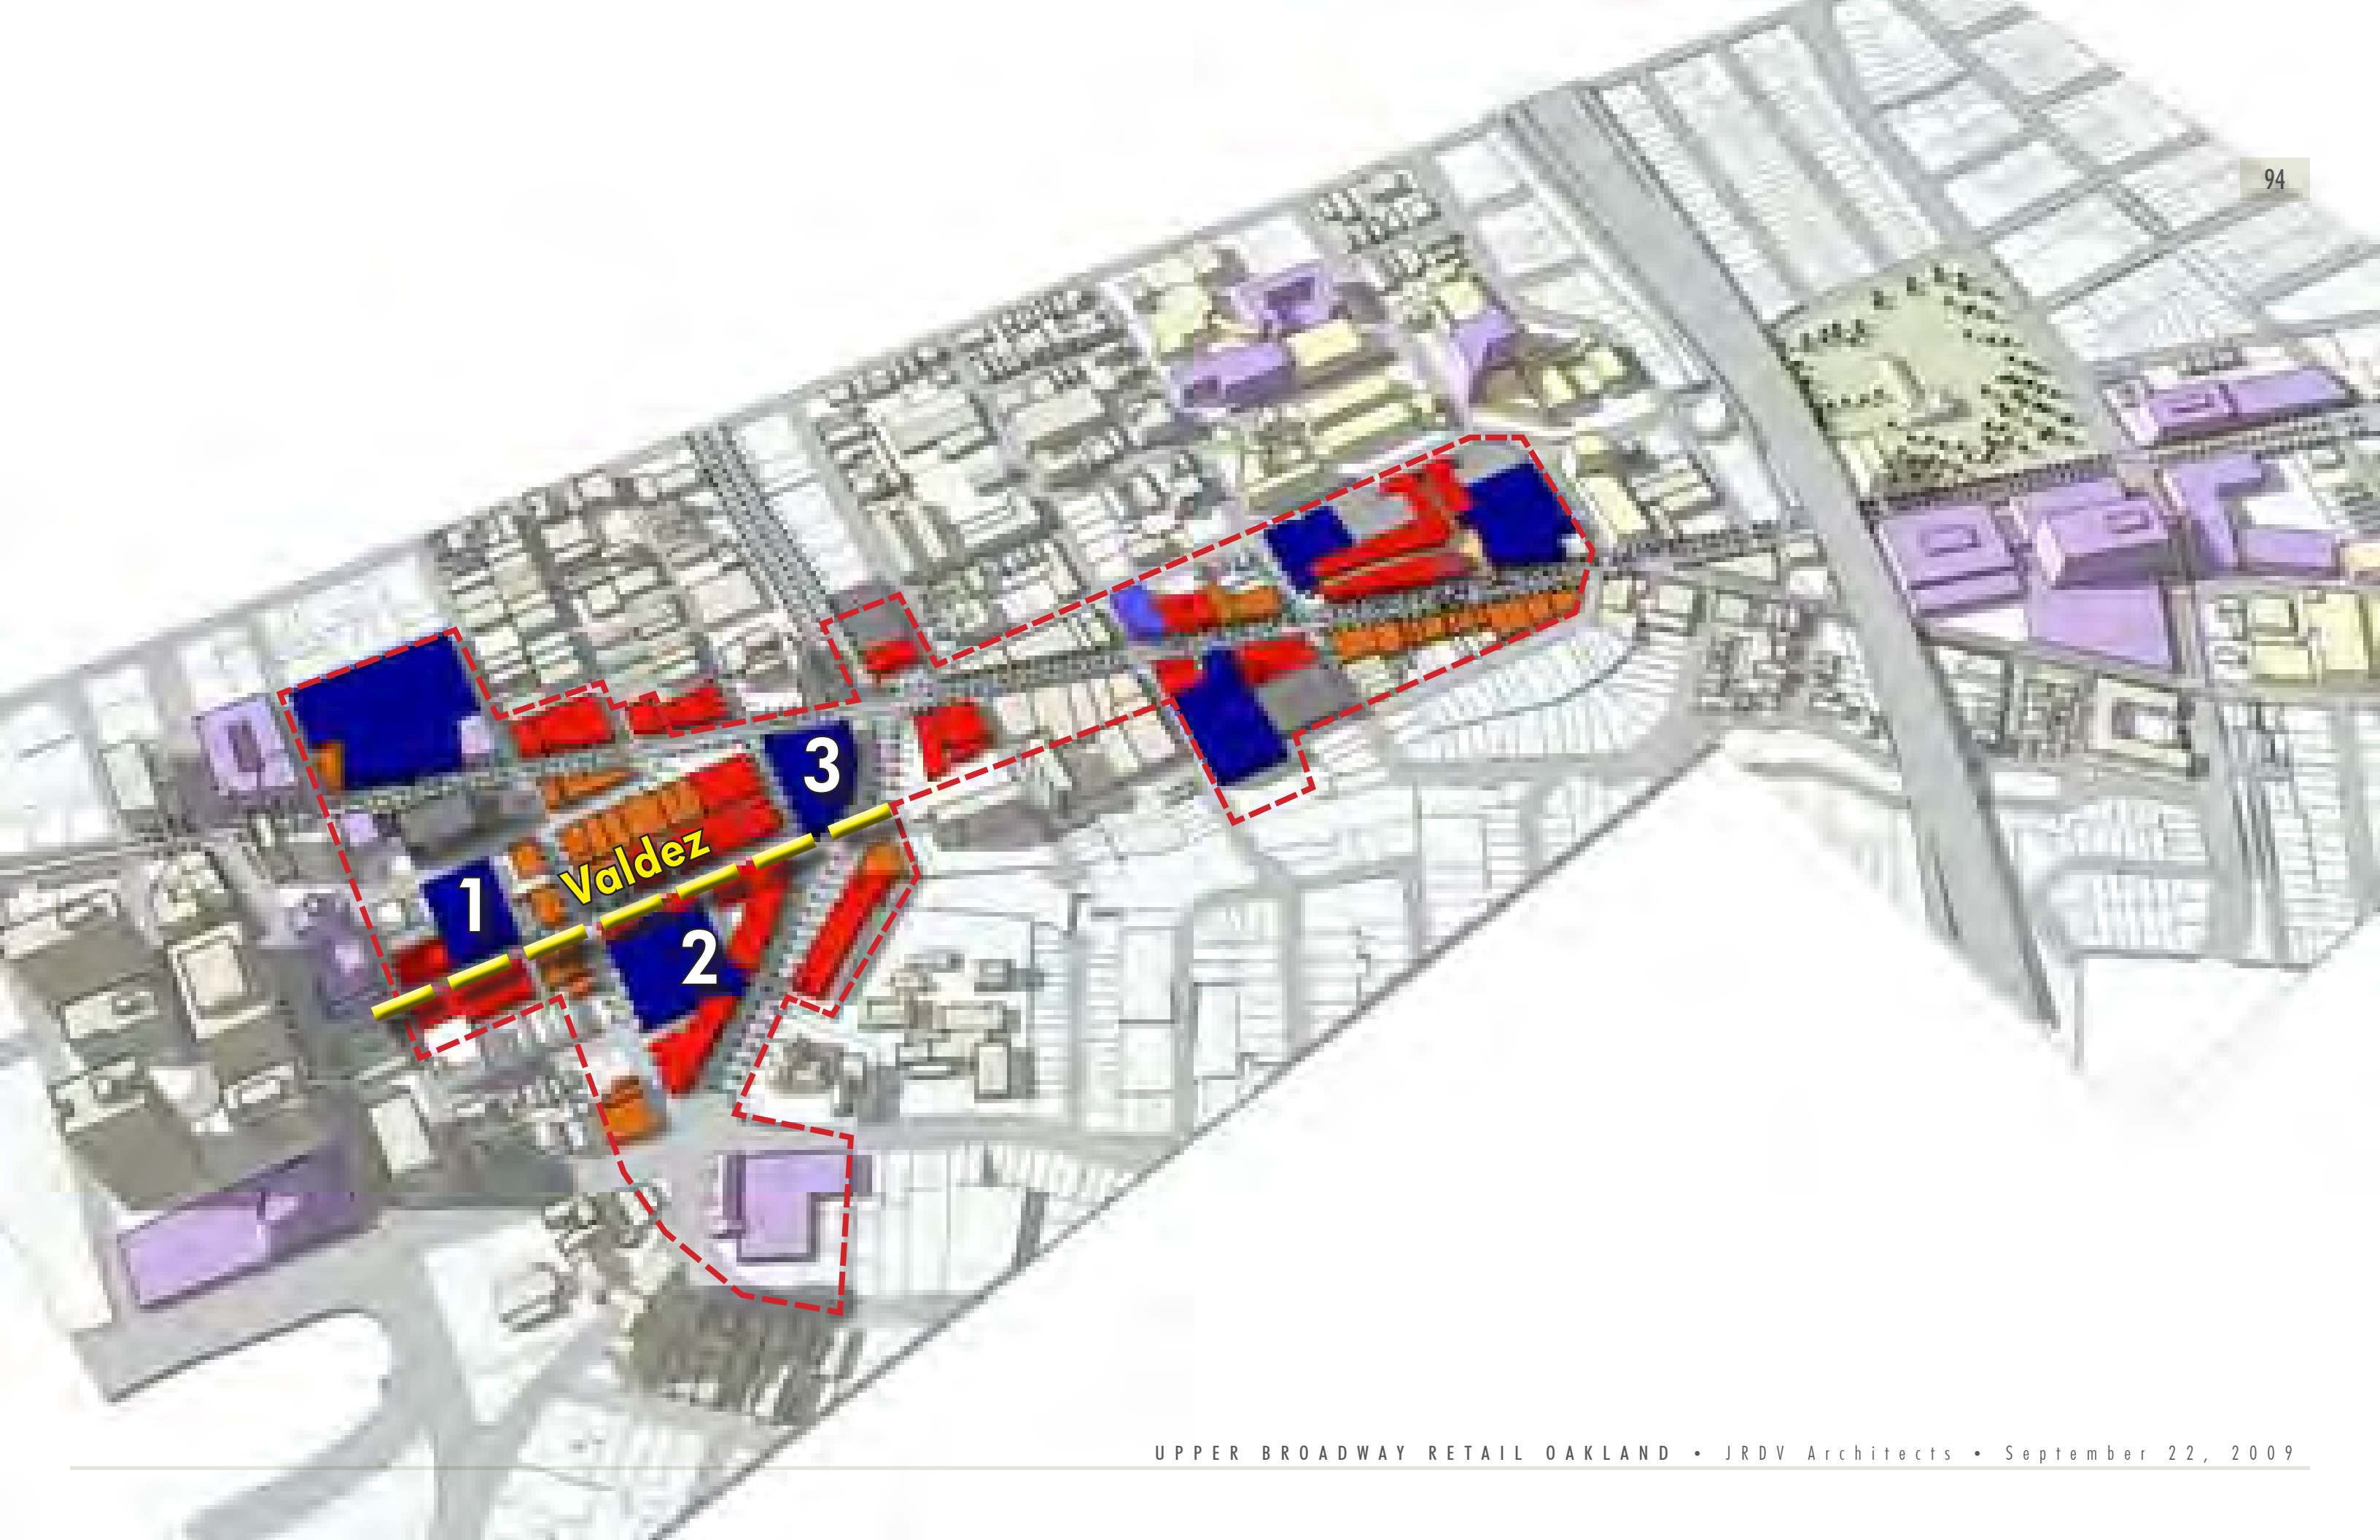 94
3
Valdez
1
2
UPPER BROADWAY RETAIL OAKLAND • JRDV Architects • September 22, 2009